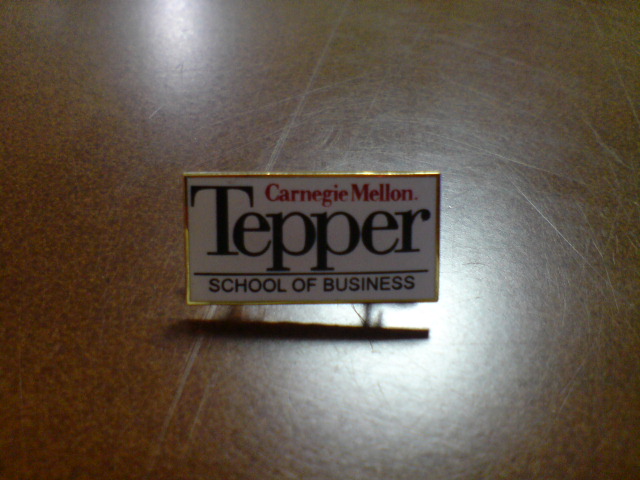 Carnegie Mellon.
Tepper
SCHOOL OF BUSINESS